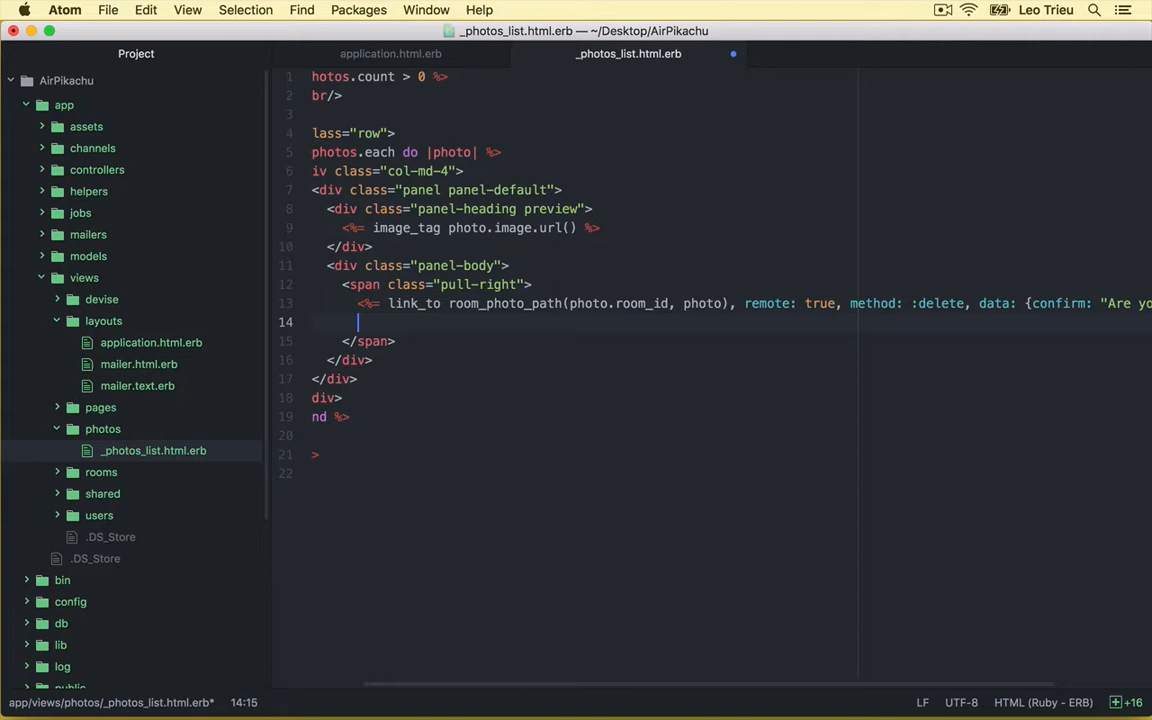 Atom File Edit View Selection Find Packages Window Help Leo Trieu
_photos_list.html.erb — ~/Desktop/AirPikachu
Project application.html.erb _photos_list.html.erb
AirPikachu
app
assets
channels
controllers
helpers
jobs
mailers
models
views
devise
layouts
application.html.erb
mailer.html.erb
mailer.text.erb
pages
photos
_photos_list.html.erb
rooms
shared
users
.DS_Store
.DS_Store
bin
config
db
lib
log
public
1 hotos.count > 0 %>
2 br/>
3
4 lass="row">
5 photos.each do |photo| %>
6 iv class="col-md-4">
7 <div class="panel panel-default">
8 <div class="panel-heading preview">
9 <%= image_tag photo.image.url() %>
10 </div>
11 <div class="panel-body">
12 <span class="pull-right">
13 <%= link_to room_photo_path(photo.room_id, photo), remote: true, method: :delete, data: {confirm: "Are yo
14
15 </span>
16 </div>
17 </div>
18 div>
19 nd %>
20
21 >
22
app/views/photos/_photos_list.html.erb* 14:15 LF UTF-8 HTML (Ruby - ERB) +16